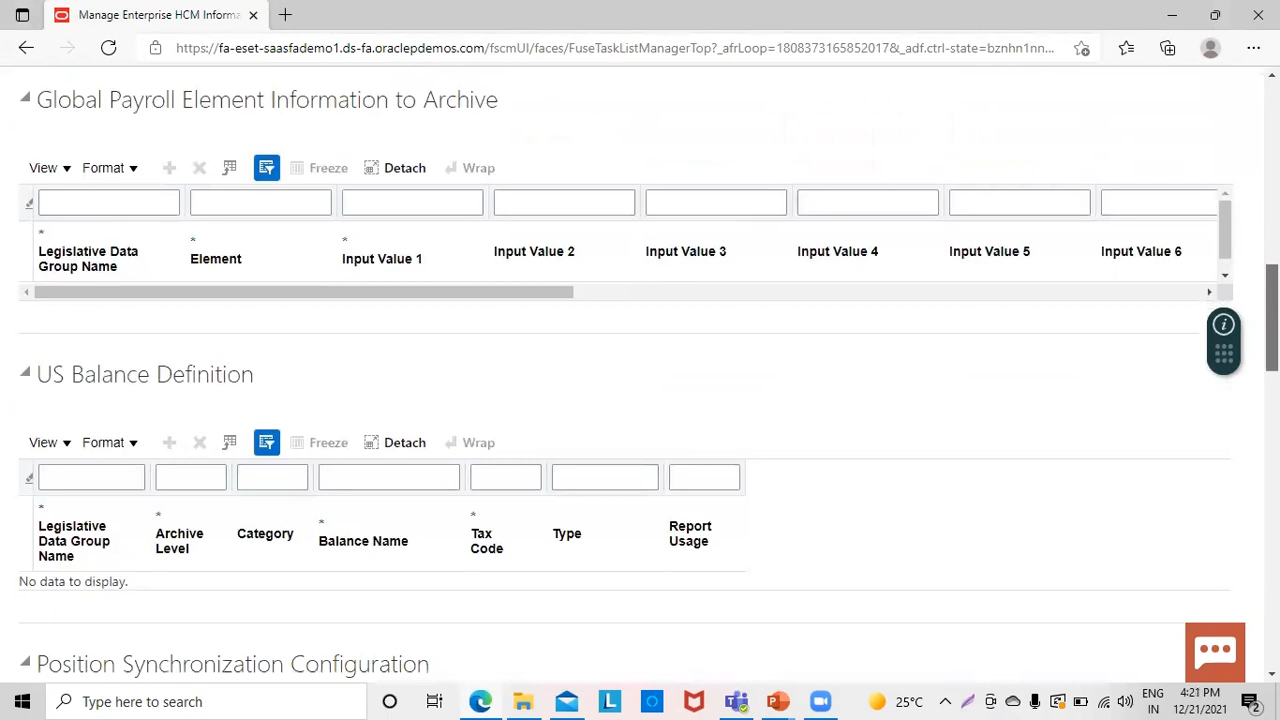 Manage Enterprise HCM Informa
https://fa-eset-saasfademo1.ds-fa.oraclepdemos.com/fscmUI/faces/FuseTaskListManagerTop?_afrLoop=18083731658520​17&_adf.ctrl-state=bznhn1nn...
Global Payroll Element Information to Archive
View Format Freeze Detach Wrap
* Legislative Data Group Name * Element * Input Value 1 Input Value 2 Input Value 3 Input Value 4 Input Value 5 Input Value 6
US Balance Definition
View Format Freeze Detach Wrap
* Legislative Data Group Name * Archive Level Category * Balance Name * Tax Code Type Report Usage
No data to display.
Position Synchronization Configuration
Type here to search
25°C
ENG 4:21 PM
IN 12/21/2021
2